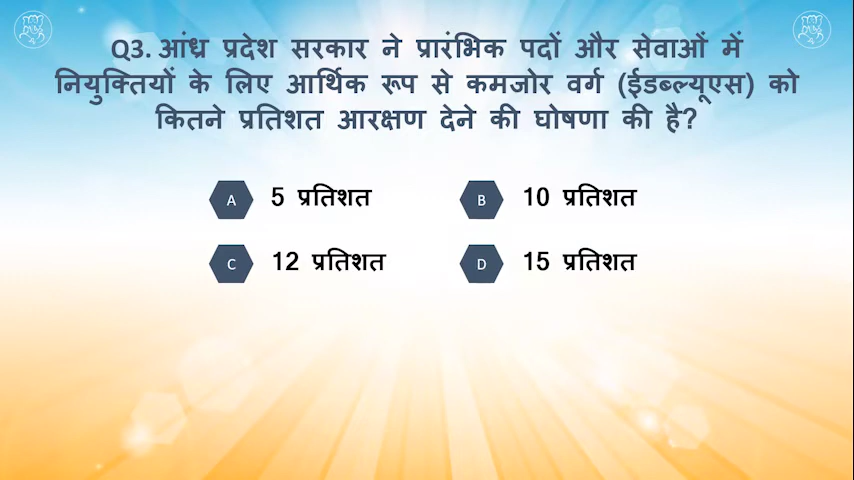 Q3. आंध्र प्रदेश सरकार ने प्रारंभिक पदों और सेवाओं में
नियुक्तियों के लिए आर्थिक रूप से कमजोर वर्ग (ईडब्ल्यूएस) को
कितने प्रतिशत आरक्षण देने की घोषणा की है?
A 5 प्रतिशत B 10 प्रतिशत
C 12 प्रतिशत D 15 प्रतिशत